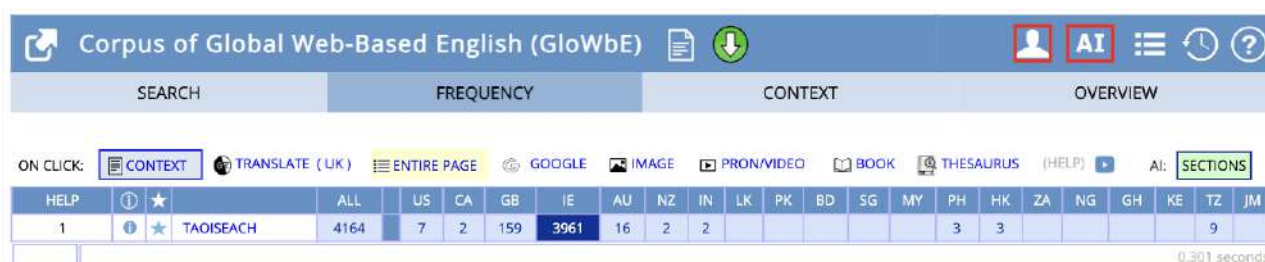 Corpus of Global Web-Based English (GloWbE) AI ?
SEARCH FREQUENCY CONTEXT OVERVIEW
ON CLICK: CONTEXT TRANSLATE (UK) ENTIRE PAGE GOOGLE IMAGE PRON/VIDEO BOOK THESAURUS (HELP) AI: SECTIONS
HELP ALL US CA GB IE AU NZ IN LK PK BD SG MY PH HK ZA NG GH KE TZ JM
1 TAOISEACH 4164 7 2 159 3961 16 2 2 3 3 9
0.301 seconds